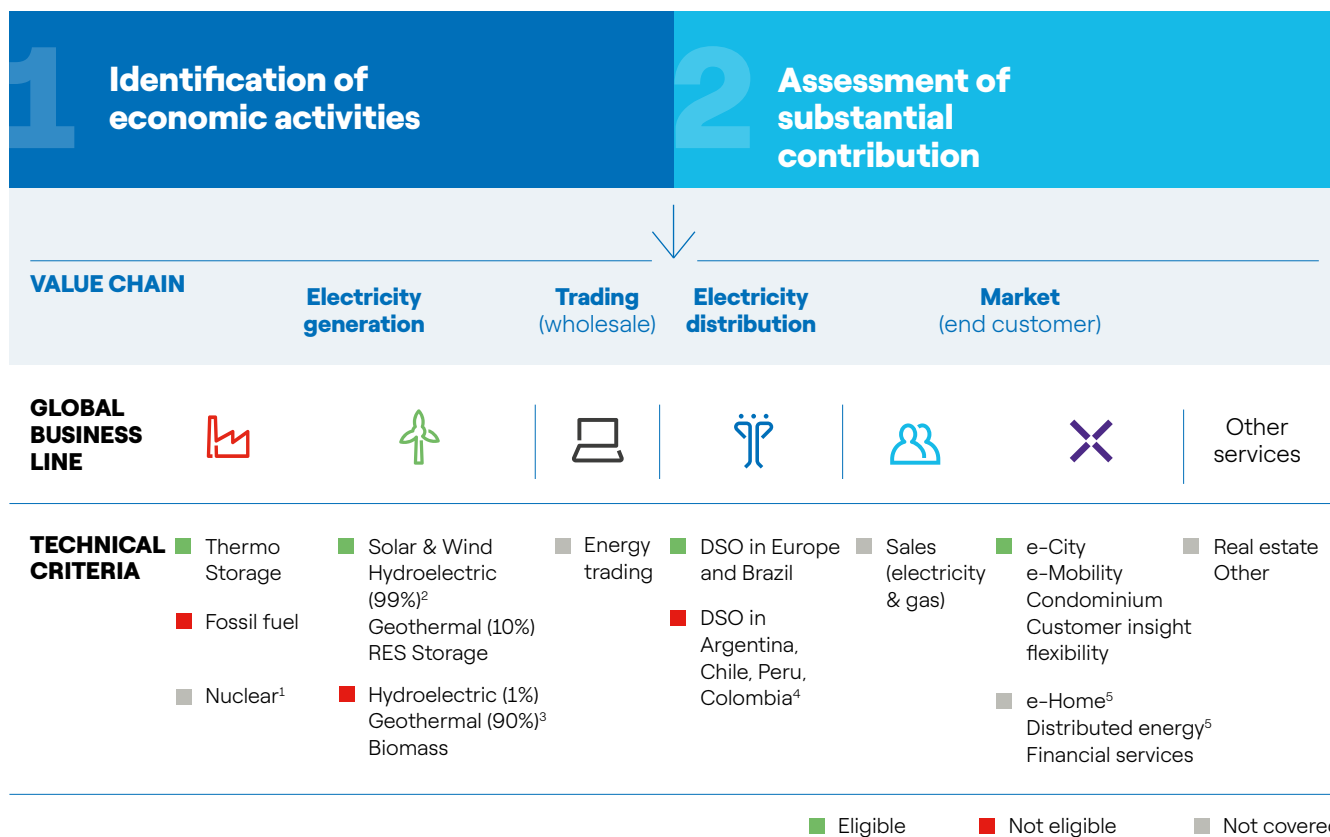 1
Identification of
economic activities
2
Assessment of
substantial
contribution
VALUE CHAIN
Electricity
generation
Trading
(wholesale)
Electricity
distribution
Market
(end customer)
GLOBAL
BUSINESS
LINE
Other
services
TECHNICAL
CRITERIA
Thermo
Storage
Fossil fuel
Nuclear¹
Solar & Wind
Hydroelectric
(99%)²
Geothermal (10%)
RES Storage
Hydroelectric (1%)
Geothermal (90%)³
Biomass
Energy
trading
DSO in Europe
and Brazil
DSO in
Argentina,
Chile, Peru,
Colombia⁴
Sales
(electricity
& gas)
e-City
e-Mobility
Condominium
Customer insight
flexibility
e-Home⁵
Distributed energy⁵
Financial services
Real estate
Other
Eligible
Not eligible
Not covered